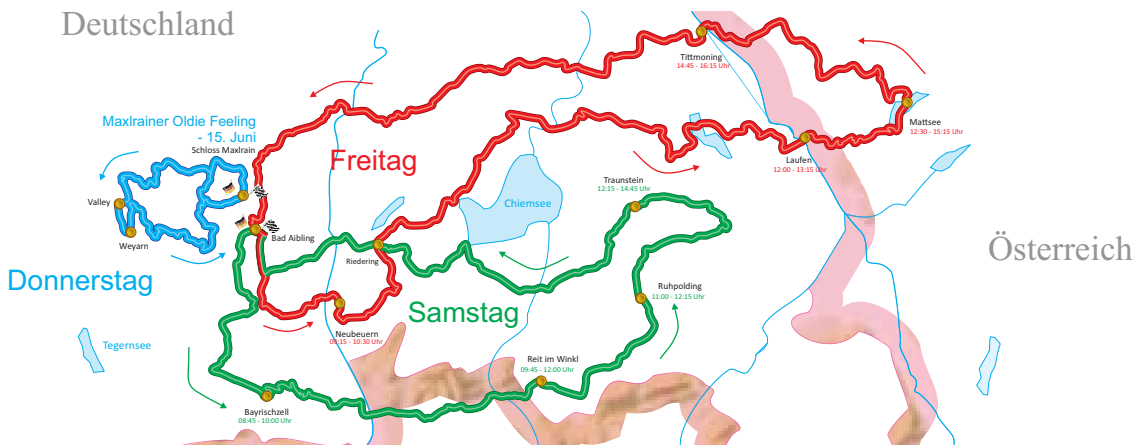 Deutschland
Österreich
Maxlrainer Oldie Feeling
- 15. Juni
Schloss Maxlrain
Valley
Weyarn
Donnerstag
Bad Aibling
Tegernsee
Freitag
Tittmoning
14:45 - 16:15 Uhr
Mattsee
12:30 - 15:15 Uhr
Laufen
12:00 - 13:15 Uhr
Traunstein
12:15 - 14:45 Uhr
Chiemsee
Riedering
Samstag
Neubeuern
09:15 - 10:30 Uhr
Ruhpolding
11:00 - 12:15 Uhr
Reit im Winkl
09:45 - 12:00 Uhr
Bayrischzell
08:45 - 10:00 Uhr